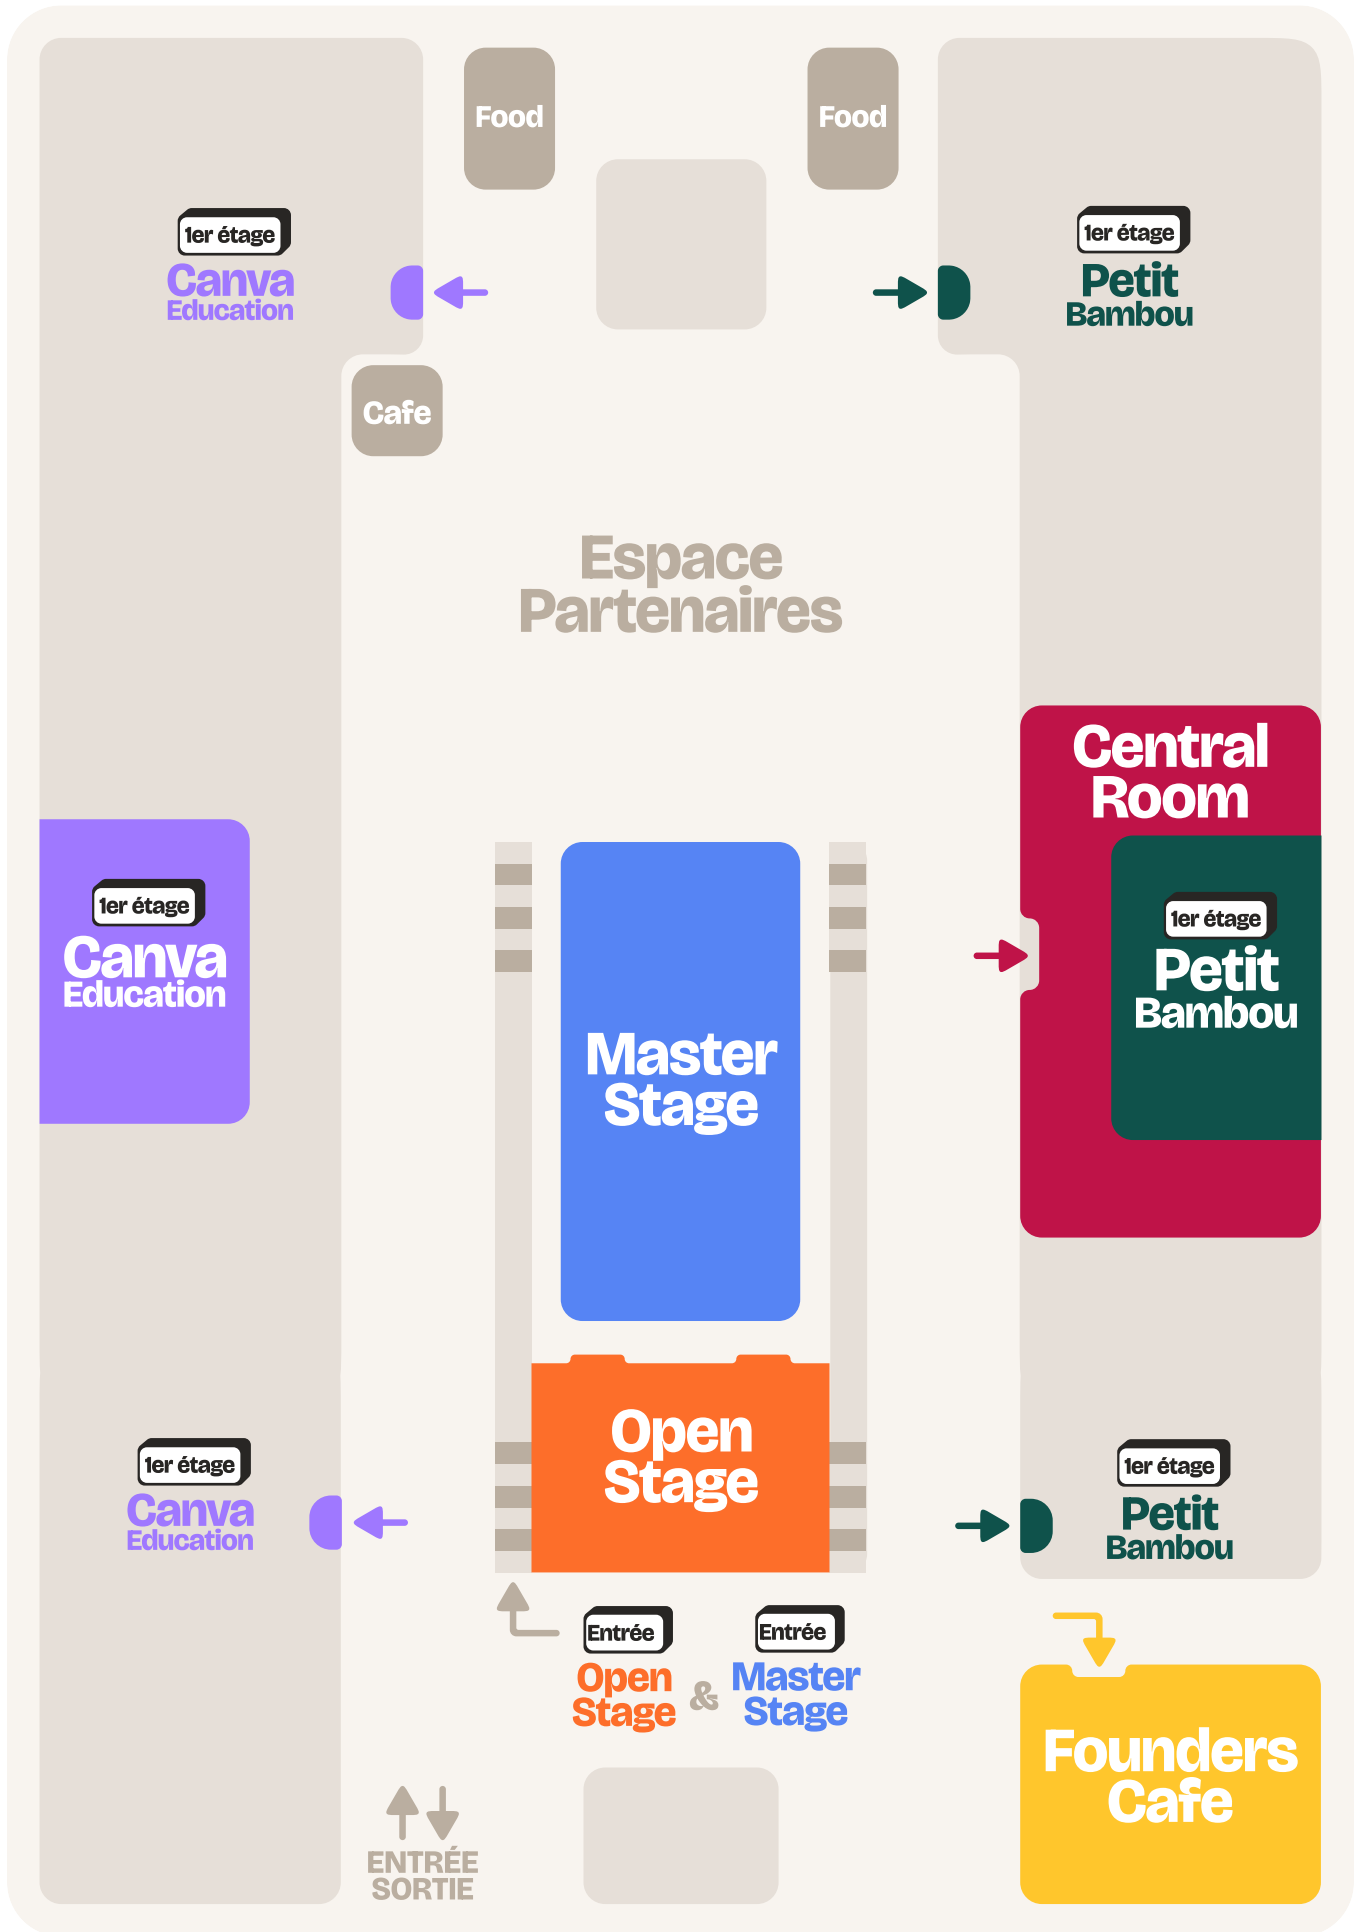 Food
Food
1er étage
Canva
Education
1er étage
Petit
Bambou
Cafe
Espace
Partenaires
Central
Room
1er étage
Canva
Education
1er étage
Petit
Bambou
Master
Stage
Open
Stage
1er étage
Canva
Education
1er étage
Petit
Bambou
Entrée
Open
Stage
&
Entrée
Master
Stage
Founders
Cafe
ENTRÉE
SORTIE